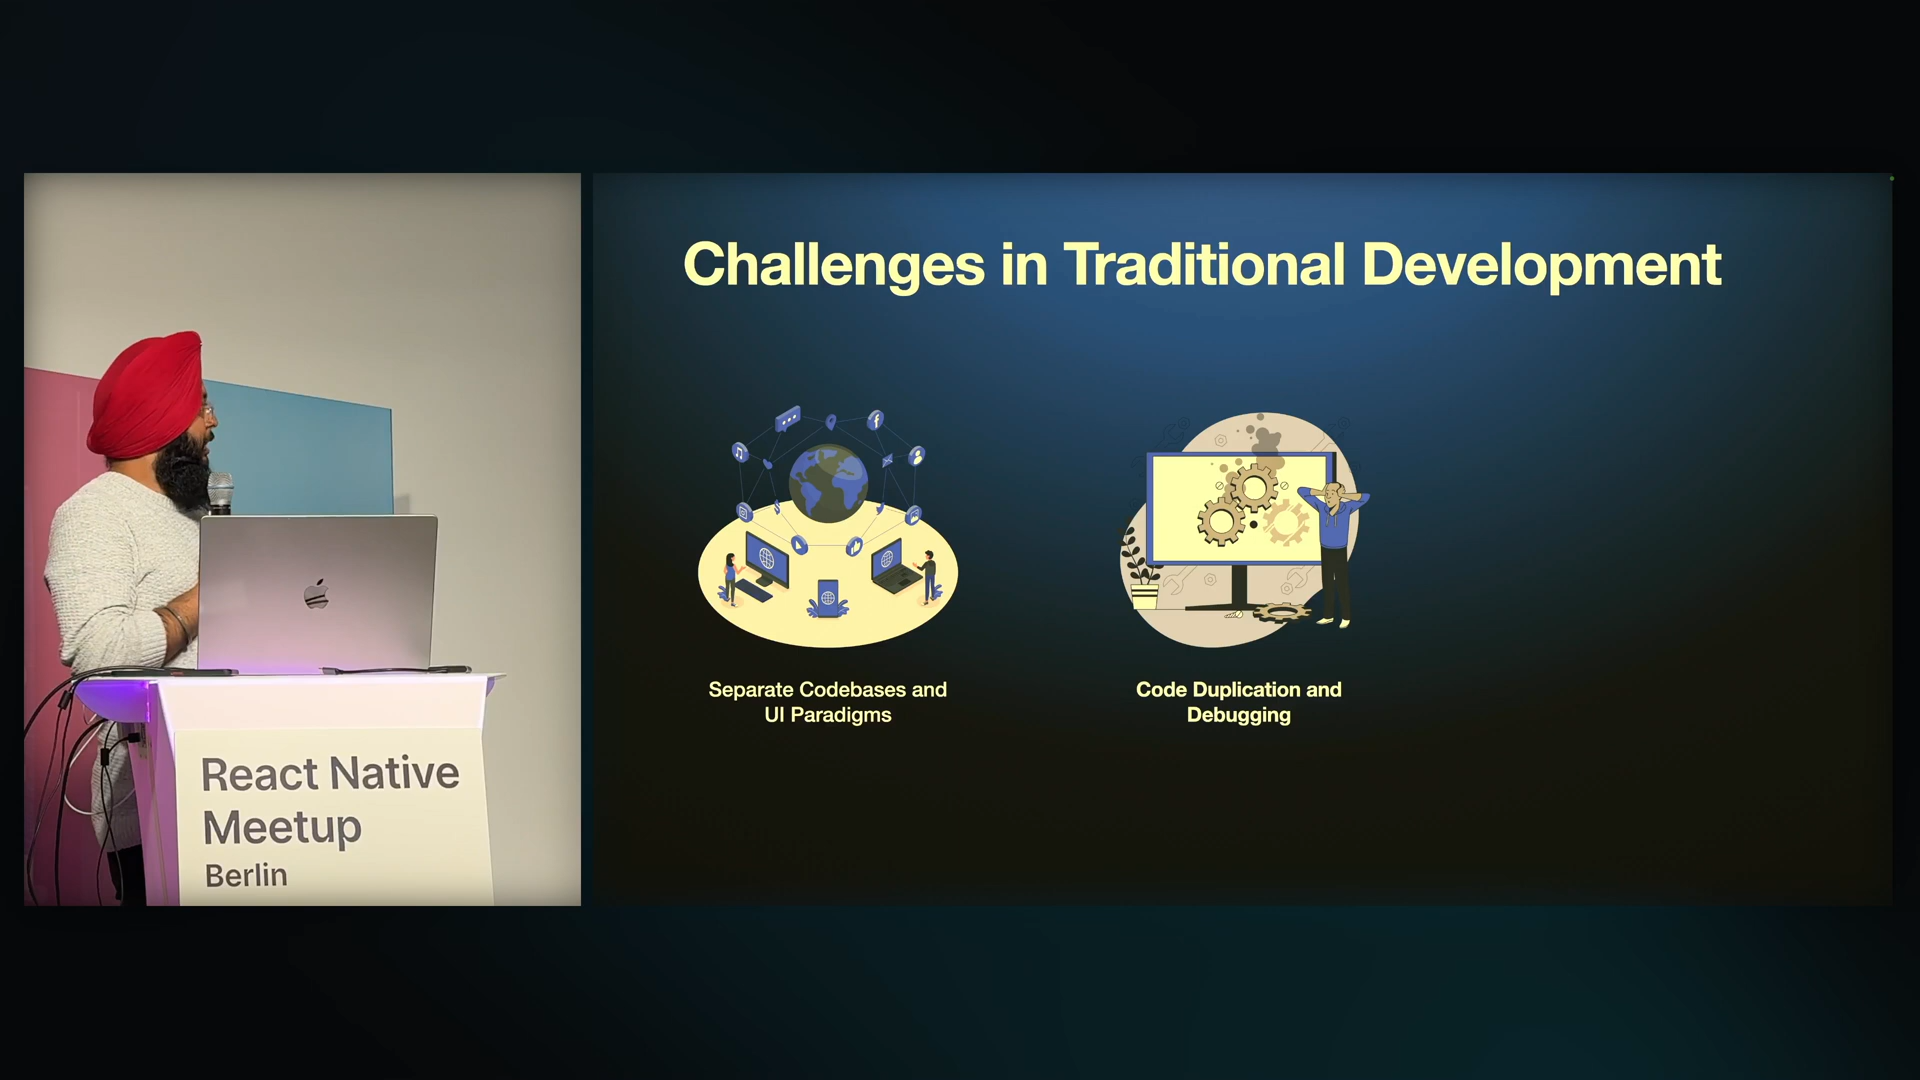 Challenges in Traditional Development
Separate Codebases and
UI Paradigms
Code Duplication and
Debugging
React Native
Meetup
Berlin